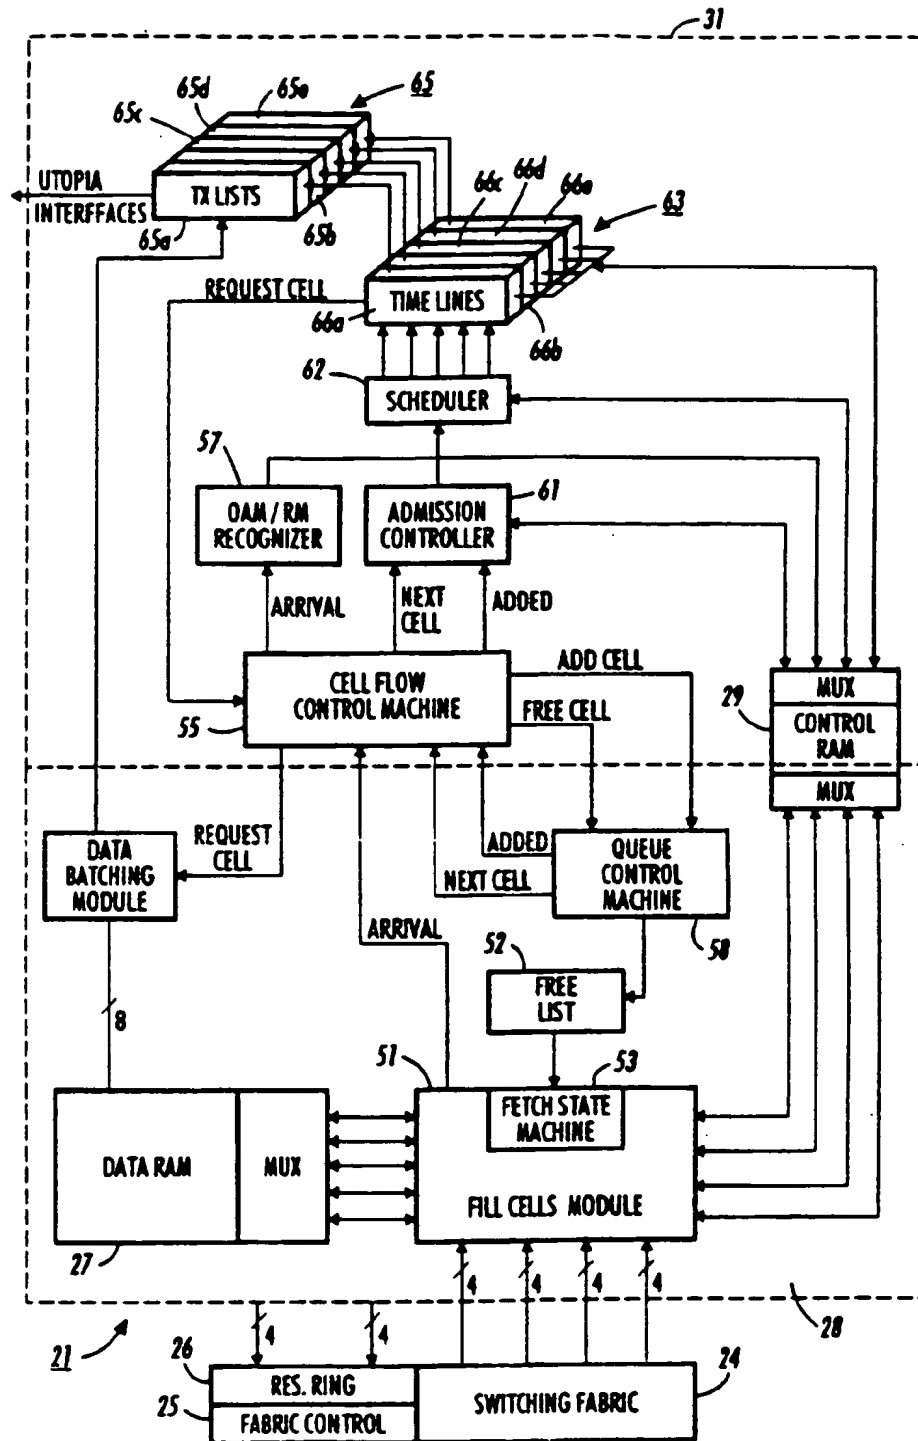 31
65e
65
65d
65c
66d
66e
66c
63
UTOPIA
INTERFFACES
TX LISTS
65b
65a
REQUEST CELL
TIME LINES
66a
66b
62
SCHEDULER
57
61
OAM / RM
RECOGNIZER
ADMISSION
CONTROLLER
ARRIVAL
NEXT
CELL
ADDED
CELL FLOW
CONTROL MACHINE
ADD CELL
FREE CELL
55
29
MUX
CONTROL
RAM
MUX
REQUEST
CELL
DATA
BATCHING
MODULE
ADDED
NEXT CELL
QUEUE
CONTROL
MACHINE
ARRIVAL
58
52
FREE
LIST
8
51
53
FETCH STATE
MACHINE
DATA RAM
MUX
FILL CELLS MODULE
27
4
4
4
4
28
21
4
4
26
24
RES. RING
SWITCHING FABRIC
25
FABRIC CONTROL